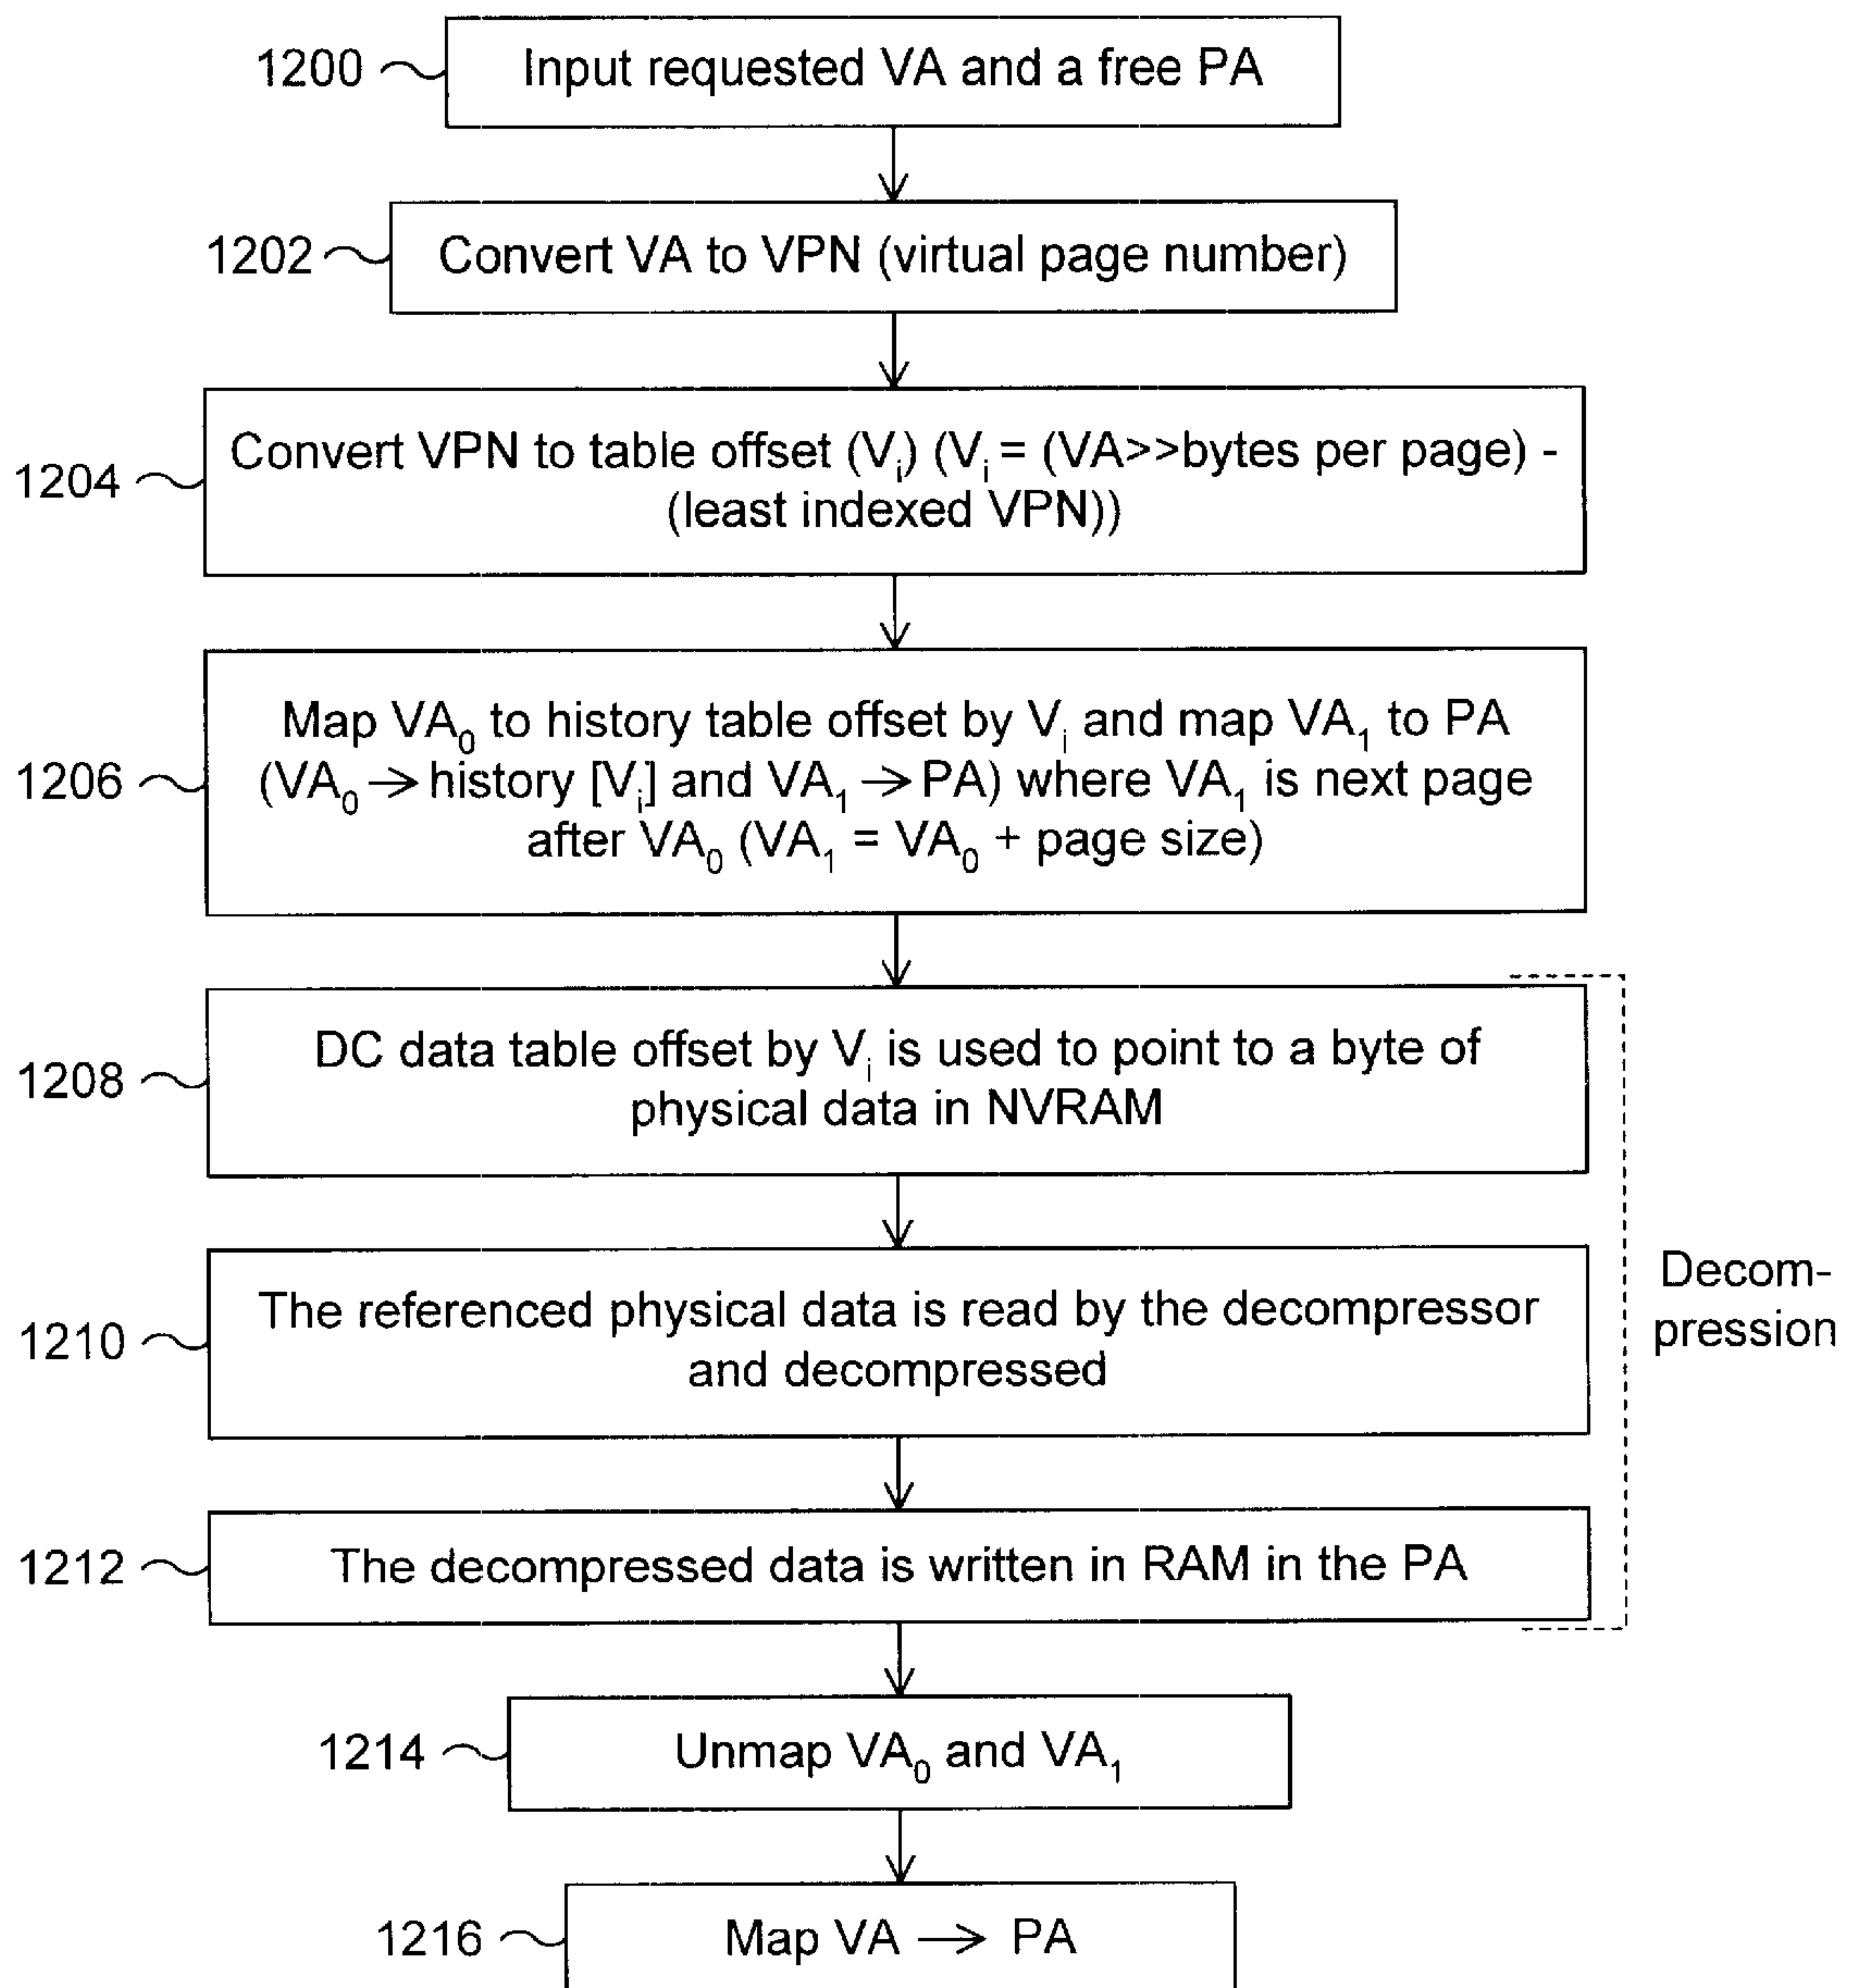 1200
Input requested VA and a free PA
1202
Convert VA to VPN (virtual page number)
1204
Convert VPN to table offset (Vᵢ) (Vᵢ = (VA>>bytes per page) -
(least indexed VPN))
1206
Map VA₀ to history table offset by Vᵢ and map VA₁ to PA
(VA₀ → history [Vᵢ] and VA₁ → PA) where VA₁ is next page
after VA₀ (VA₁ = VA₀ + page size)
1208
DC data table offset by Vᵢ is used to point to a byte of
physical data in NVRAM
1210
The referenced physical data is read by the decompressor
and decompressed
Decom-
pression
1212
The decompressed data is written in RAM in the PA
1214
Unmap VA₀ and VA₁
1216
Map VA → PA